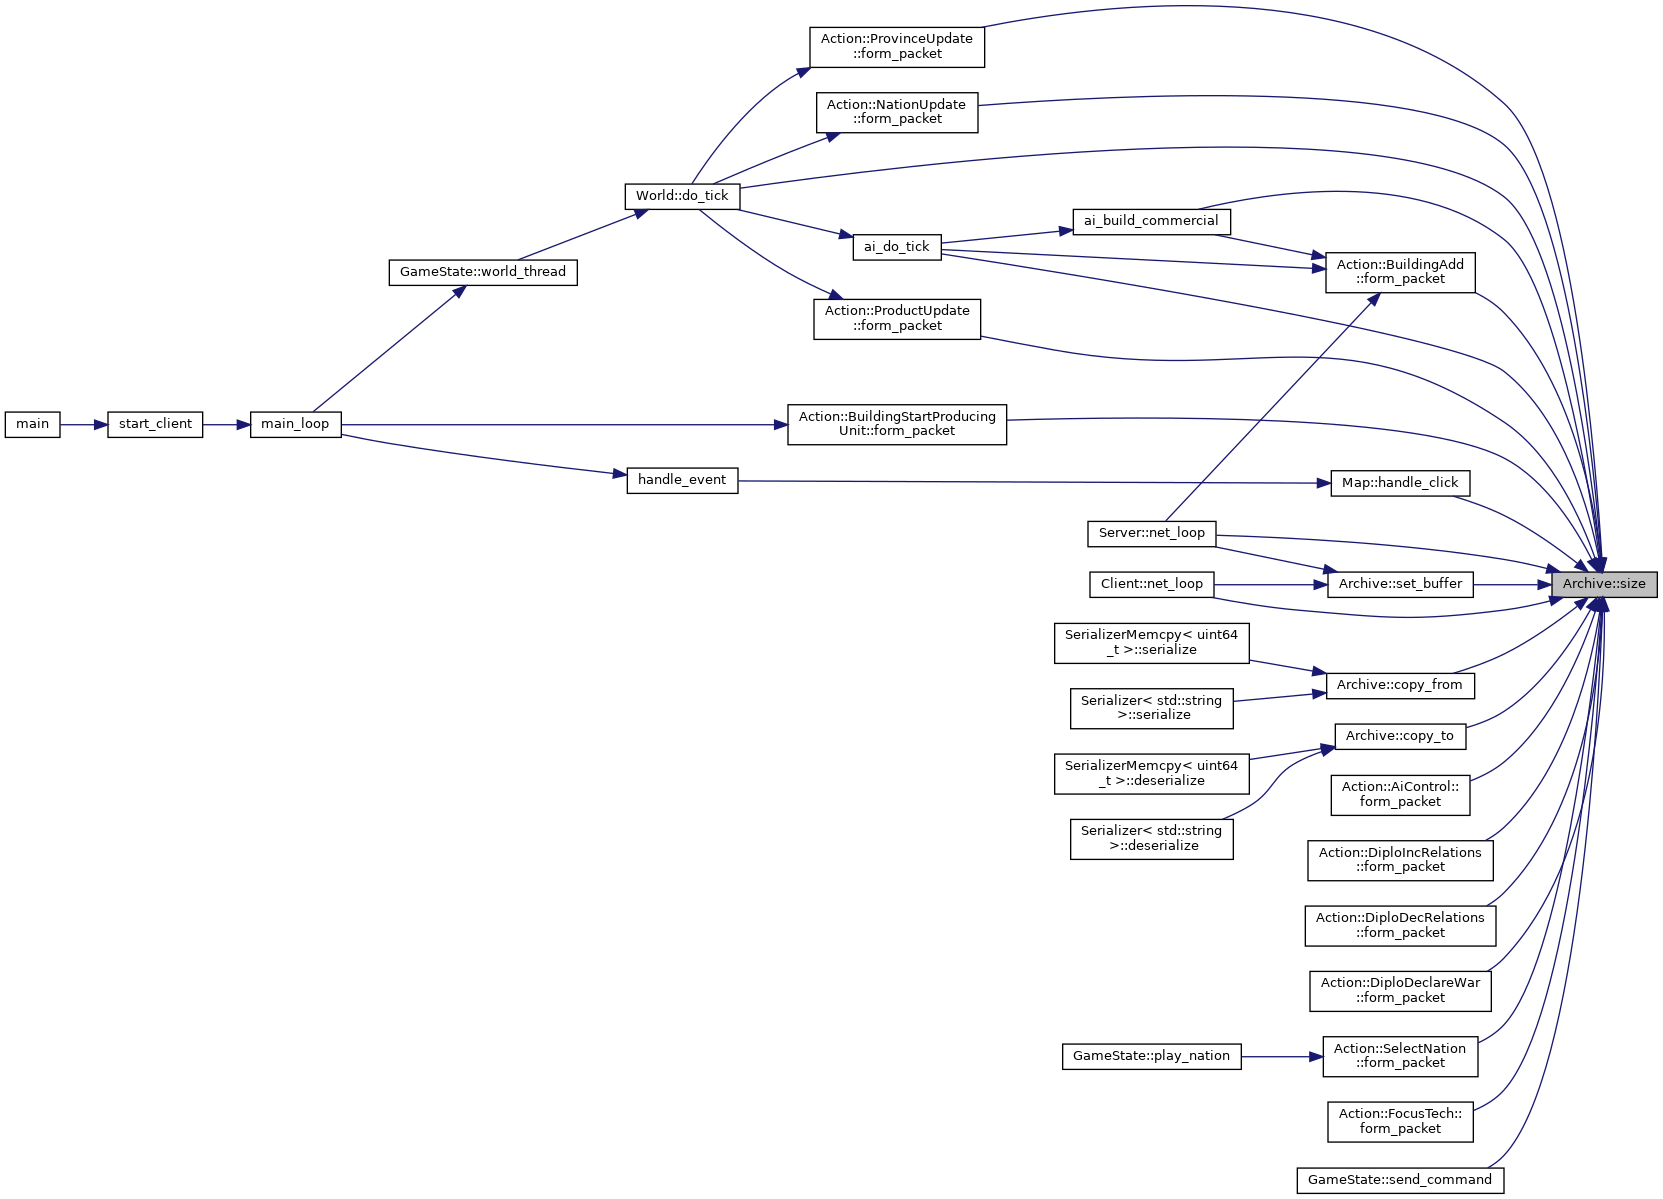 Action::ProvinceUpdate
::form_packet
Action::NationUpdate
::form_packet
World::do_tick
ai_build_commercial
ai_do_tick
Action::BuildingAdd
::form_packet
GameState::world_thread
Action::ProductUpdate
::form_packet
main
start_client
main_loop
Action::BuildingStartProducing
Unit::form_packet
handle_event
Map::handle_click
Server::net_loop
Client::net_loop
Archive::set_buffer
Archive::size
SerializerMemcpy< uint64
_t >::serialize
Archive::copy_from
Serializer< std::string
>::serialize
Archive::copy_to
SerializerMemcpy< uint64
_t >::deserialize
Action::AiControl::
form_packet
Serializer< std::string
>::deserialize
Action::DiploIncRelations
::form_packet
Action::DiploDecRelations
::form_packet
Action::DiploDeclareWar
::form_packet
GameState::play_nation
Action::SelectNation
::form_packet
Action::FocusTech::
form_packet
GameState::send_command